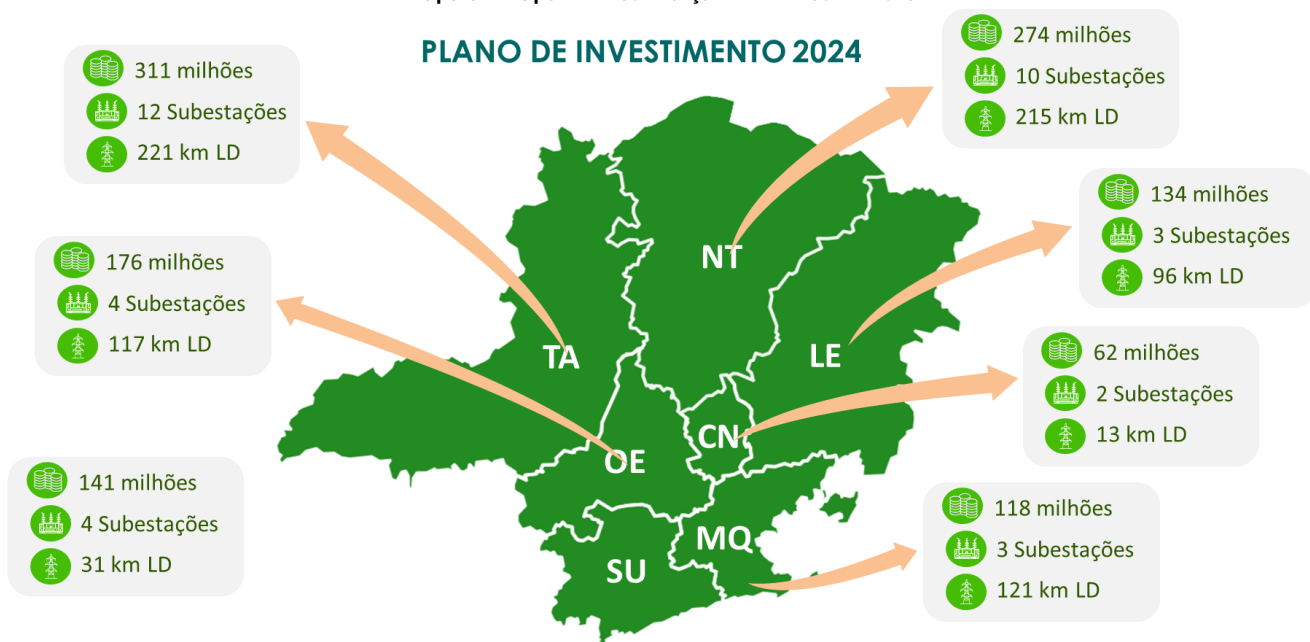 PLANO DE INVESTIMENTO 2024
311 milhões
12 Subestações
221 km LD
274 milhões
10 Subestações
215 km LD
176 milhões
4 Subestações
117 km LD
134 milhões
3 Subestações
96 km LD
62 milhões
2 Subestações
13 km LD
141 milhões
4 Subestações
31 km LD
118 milhões
3 Subestações
121 km LD
NT
TA
LE
CN
OE
MQ
SU